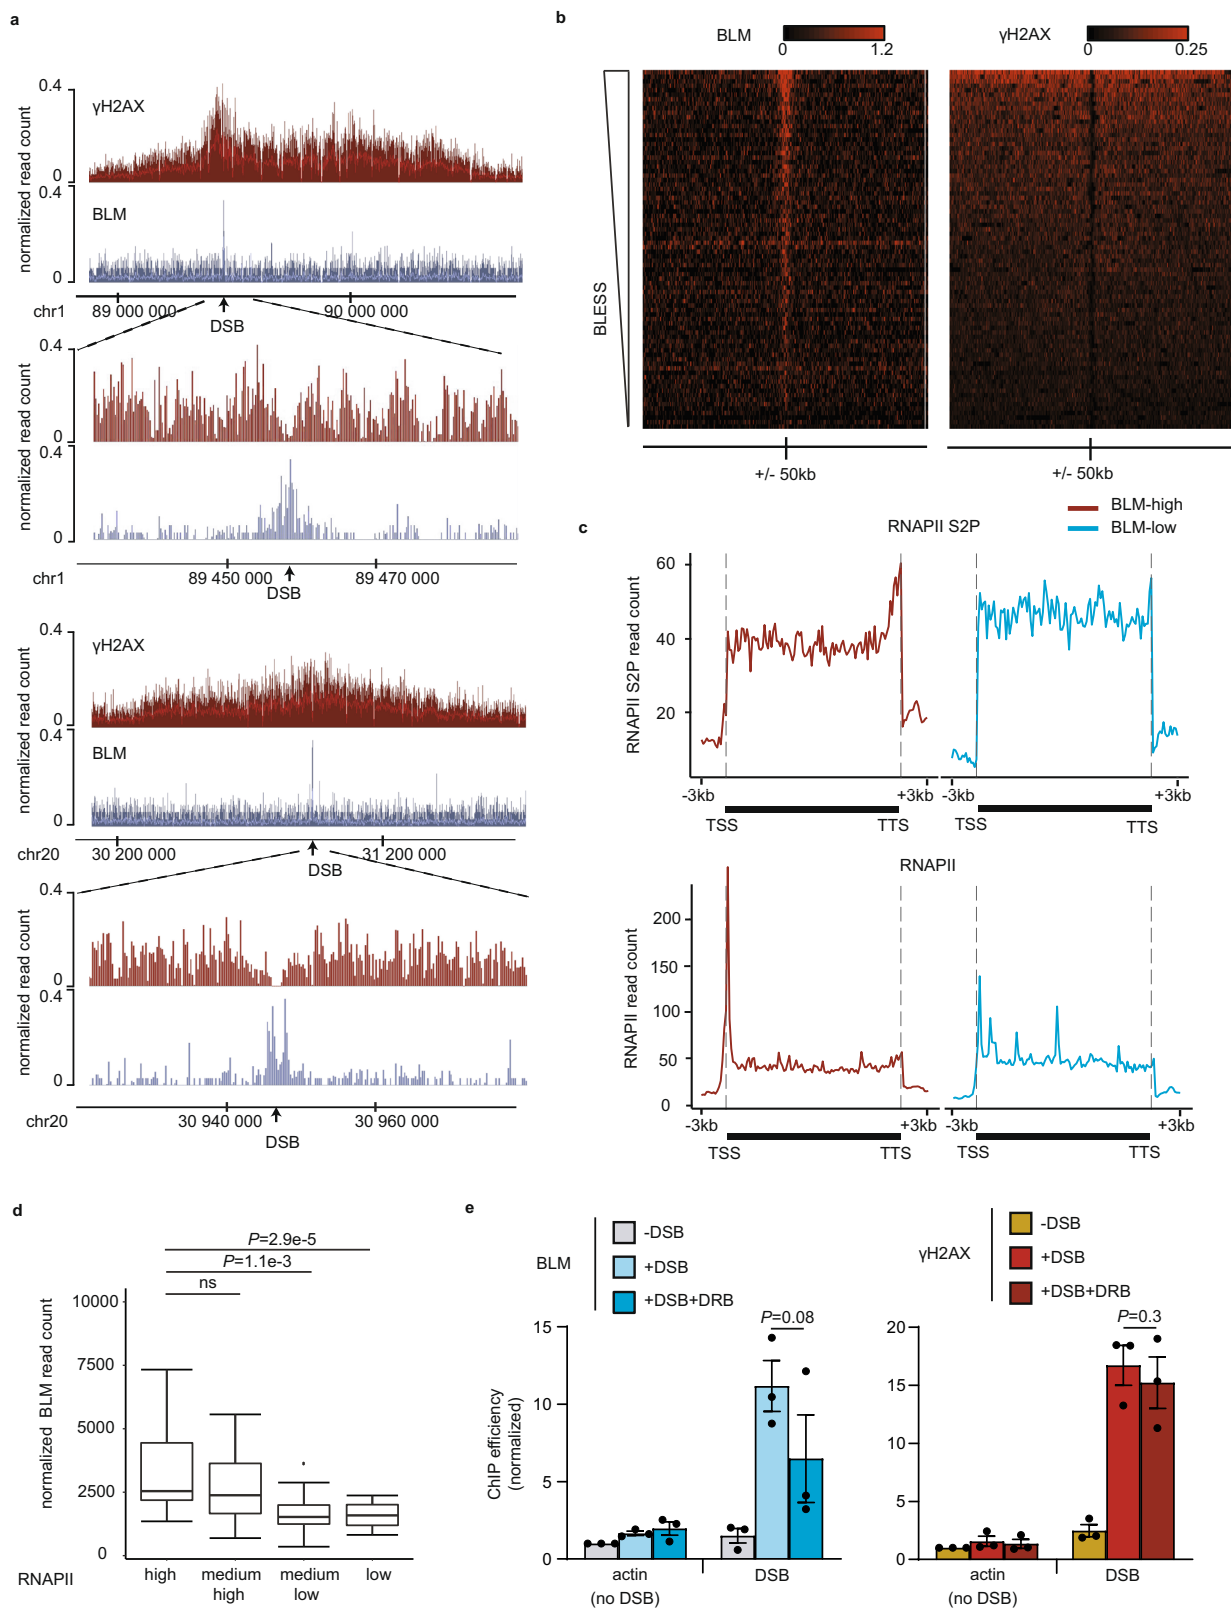 a
normalized read count
0.4
γH2AX
0
0.4
BLM
0
chr1
89 000 000
90 000 000
DSB
normalized read count
0.4
0
0.4
0
chr1
89 450 000
89 470 000
DSB
normalized read count
0.4
γH2AX
0
0.4
BLM
0
chr20
30 200 000
31 200 000
DSB
normalized read count
0.4
0
0.4
0
chr20
30 940 000
30 960 000
DSB
b
BLM
0
1.2
γH2AX
0
0.25
BLESS
+/- 50kb
+/- 50kb
c
RNAPII S2P
BLM-high
BLM-low
RNAPII S2P read count
60
40
20
-3kb
+3kb
-3kb
+3kb
TSS
TTS
TSS
TTS
RNAPII
RNAPII read count
200
150
100
50
0
-3kb
+3kb
-3kb
+3kb
TSS
TTS
TSS
TTS
d
P=2.9e-5
P=1.1e-3
ns
normalized BLM read count
10000
7500
5000
2500
0
RNAPII
high
medium high
medium low
low
e
BLM
-DSB
+DSB
+DSB+DRB
P=0.08
ChIP efficiency
(normalized)
15
10
5
0
actin
(no DSB)
DSB
γH2AX
-DSB
+DSB
+DSB+DRB
P=0.3
20
15
10
5
0
actin
(no DSB)
DSB